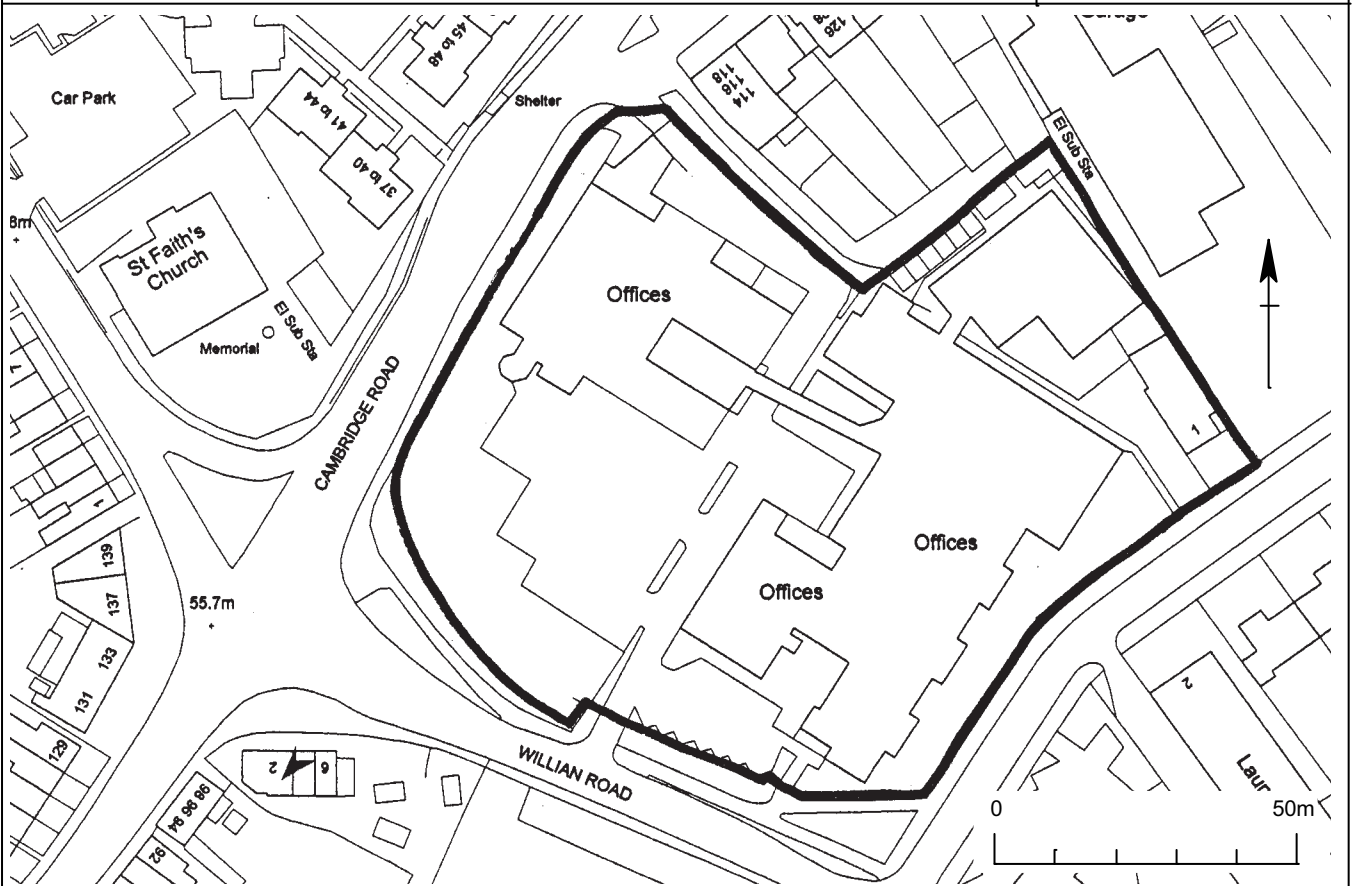 Garage
126
45 to 48
118
116
114
Car Park
Shelter
41 to 44
El Sub Sta
37 to 40
8m
St Faith's
Church
Offices
El Sub Sta
Memorial
1
CAMBRIDGE ROAD
1
1
139
Offices
137
55.7m
Offices
133
131
2
129
WILLIAN ROAD
2
6
98 96 94
92
0
50m